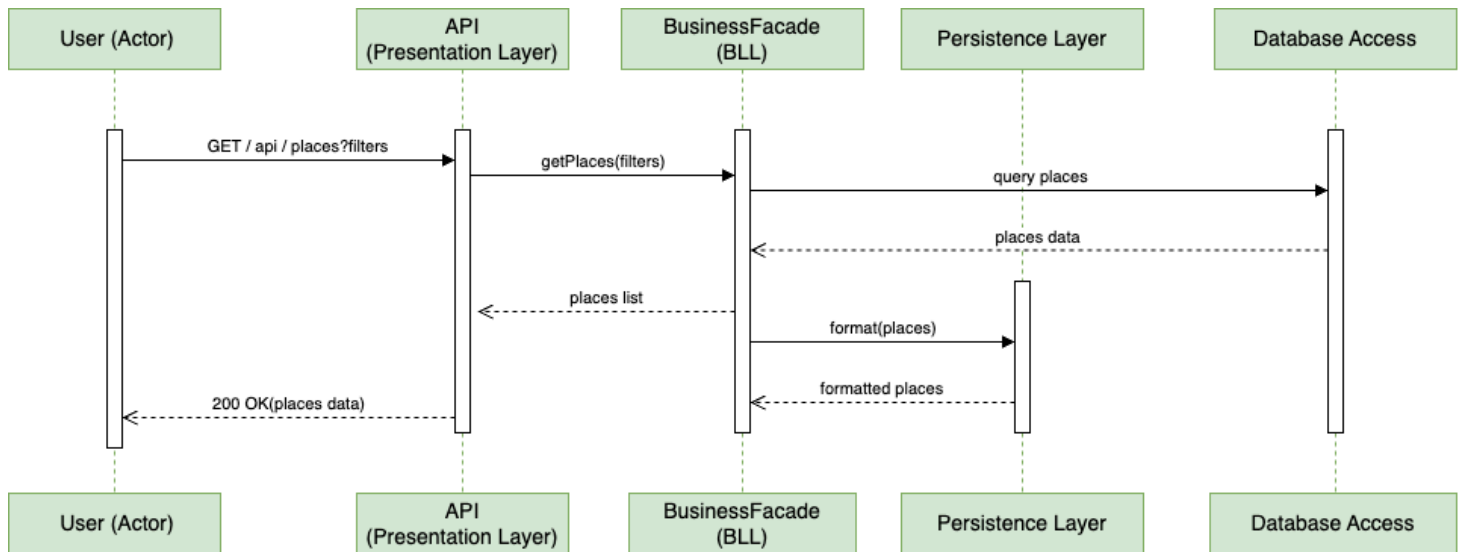 User (Actor)
API
(Presentation Layer)
BusinessFacade
(BLL)
Persistence Layer
Database Access
GET / api / places?filters
getPlaces(filters)
query places
places data
places list
format(places)
formatted places
200 OK(places data)
User (Actor)
API
(Presentation Layer)
BusinessFacade
(BLL)
Persistence Layer
Database Access